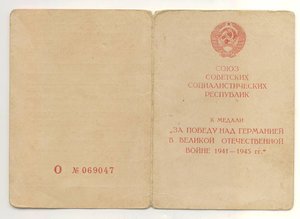 О № 069047
СОЮЗ
СОВЕТСКИХ
СОЦИАЛИСТИЧЕСКИХ
РЕСПУБЛИК
К МЕДАЛИ
„ЗА ПОБЕДУ НАД ГЕРМАНИЕЙ
В ВЕЛИКОЙ ОТЕЧЕСТВЕННОЙ
ВОЙНЕ 1941—1945 гг.“